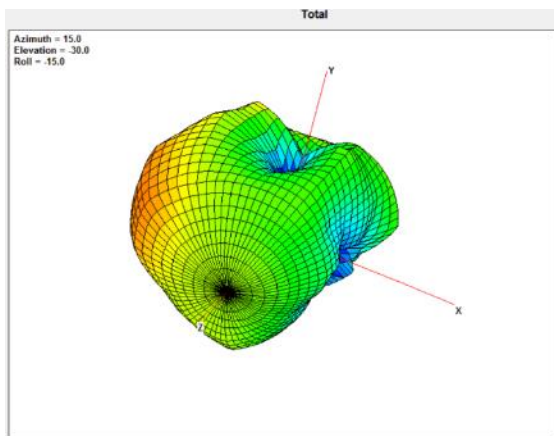 Total
Azimuth = 15.0
Elevation = -30.0
Roll = -15.0
Y
X
Z